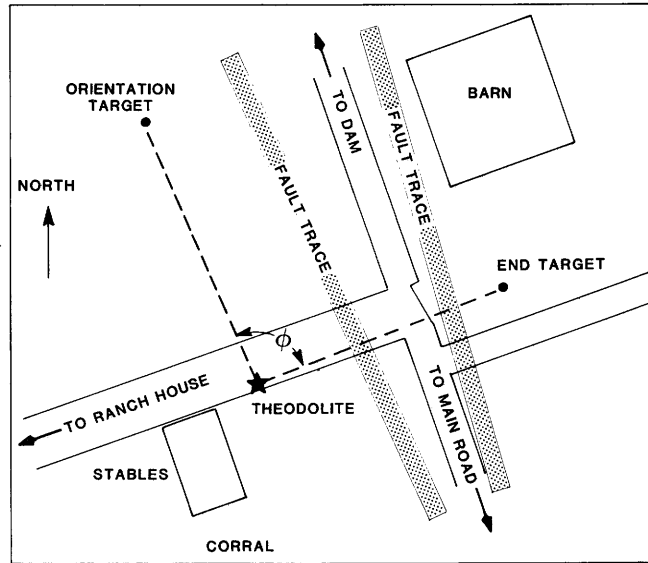 ORIENTATION
TARGET
TO DAM
BARN
FAULT TRACE
FAULT TRACE
NORTH
END TARGET
ϕ
TO RANCH HOUSE
THEODOLITE
TO MAIN ROAD
STABLES
CORRAL